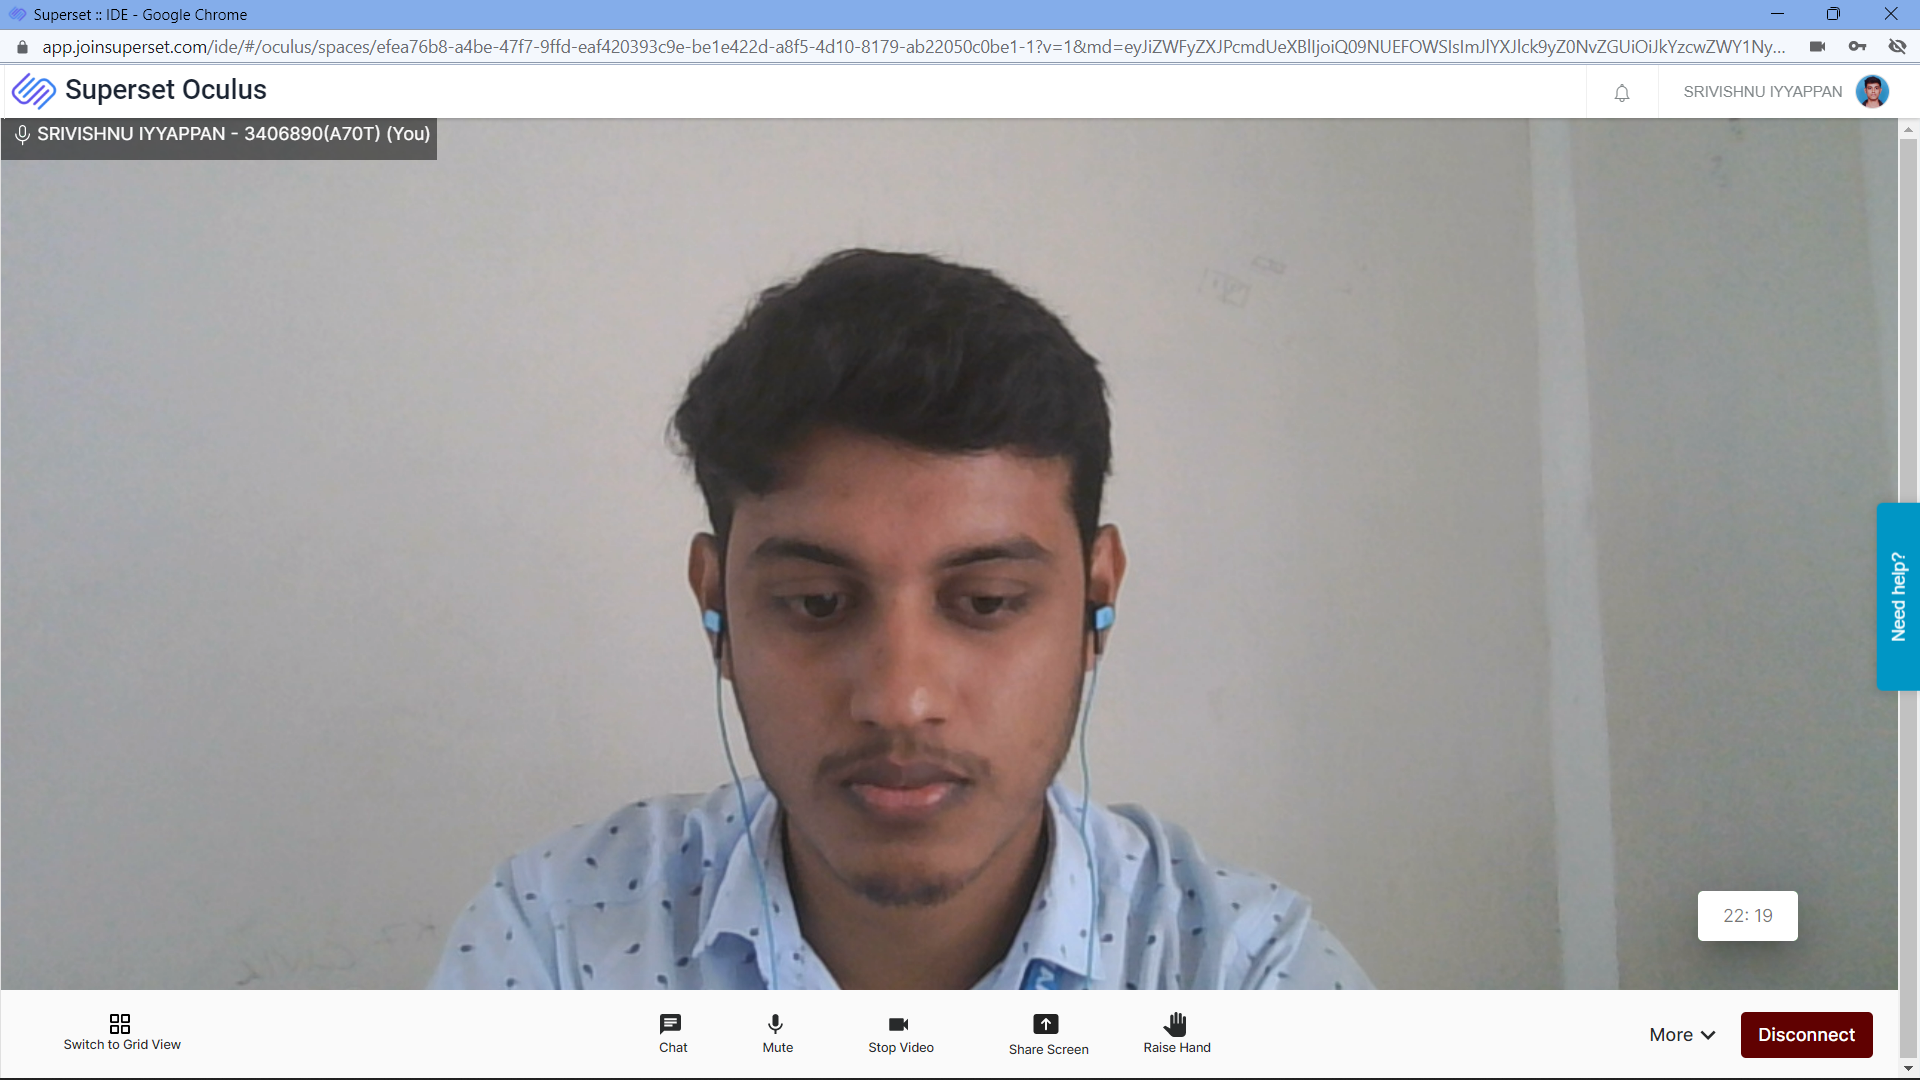 Superset :: IDE - Google Chrome
app.joinsuperset.com/ide/#/oculus/spaces/efea76b8-a4be-47f7-9ffd-eaf420393c9e-be1e422d-a8f5-4d10-8179-ab22050c0be1-1?v=1&md=eyJiZWFyZXJPcmdUeXBlIjoiQ09NUEFOWSIsImJlYXJlck9yZ0NvZGUiOiJkYzcwZWY1Ny...
Superset Oculus
SRIVISHNU IYYAPPAN
SRIVISHNU IYYAPPAN - 3406890(A70T) (You)
Need help?
22: 19
Switch to Grid View
Chat
Mute
Stop Video
Share Screen
Raise Hand
More
Disconnect